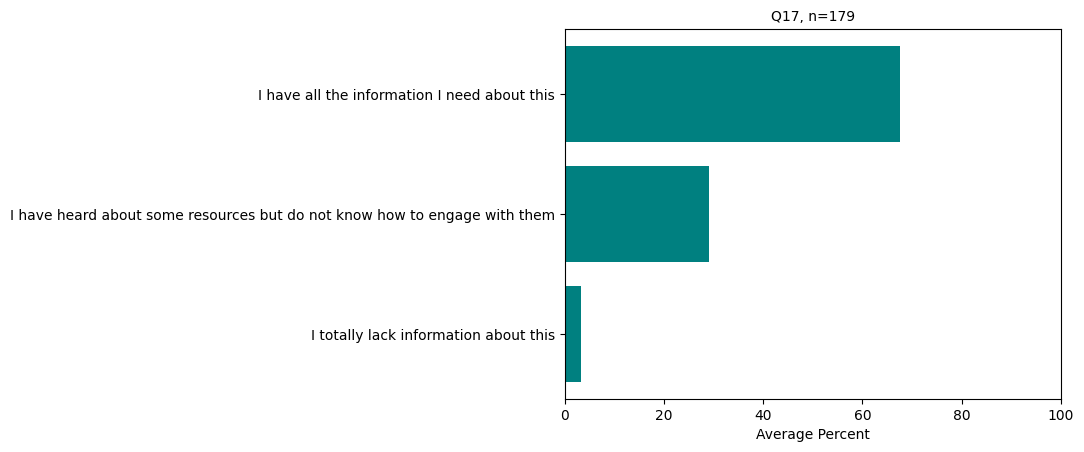 Q17, n=179
I have all the information I need about this
I have heard about some resources but do not know how to engage with them
I totally lack information about this
0 20 40 60 80 100
Average Percent